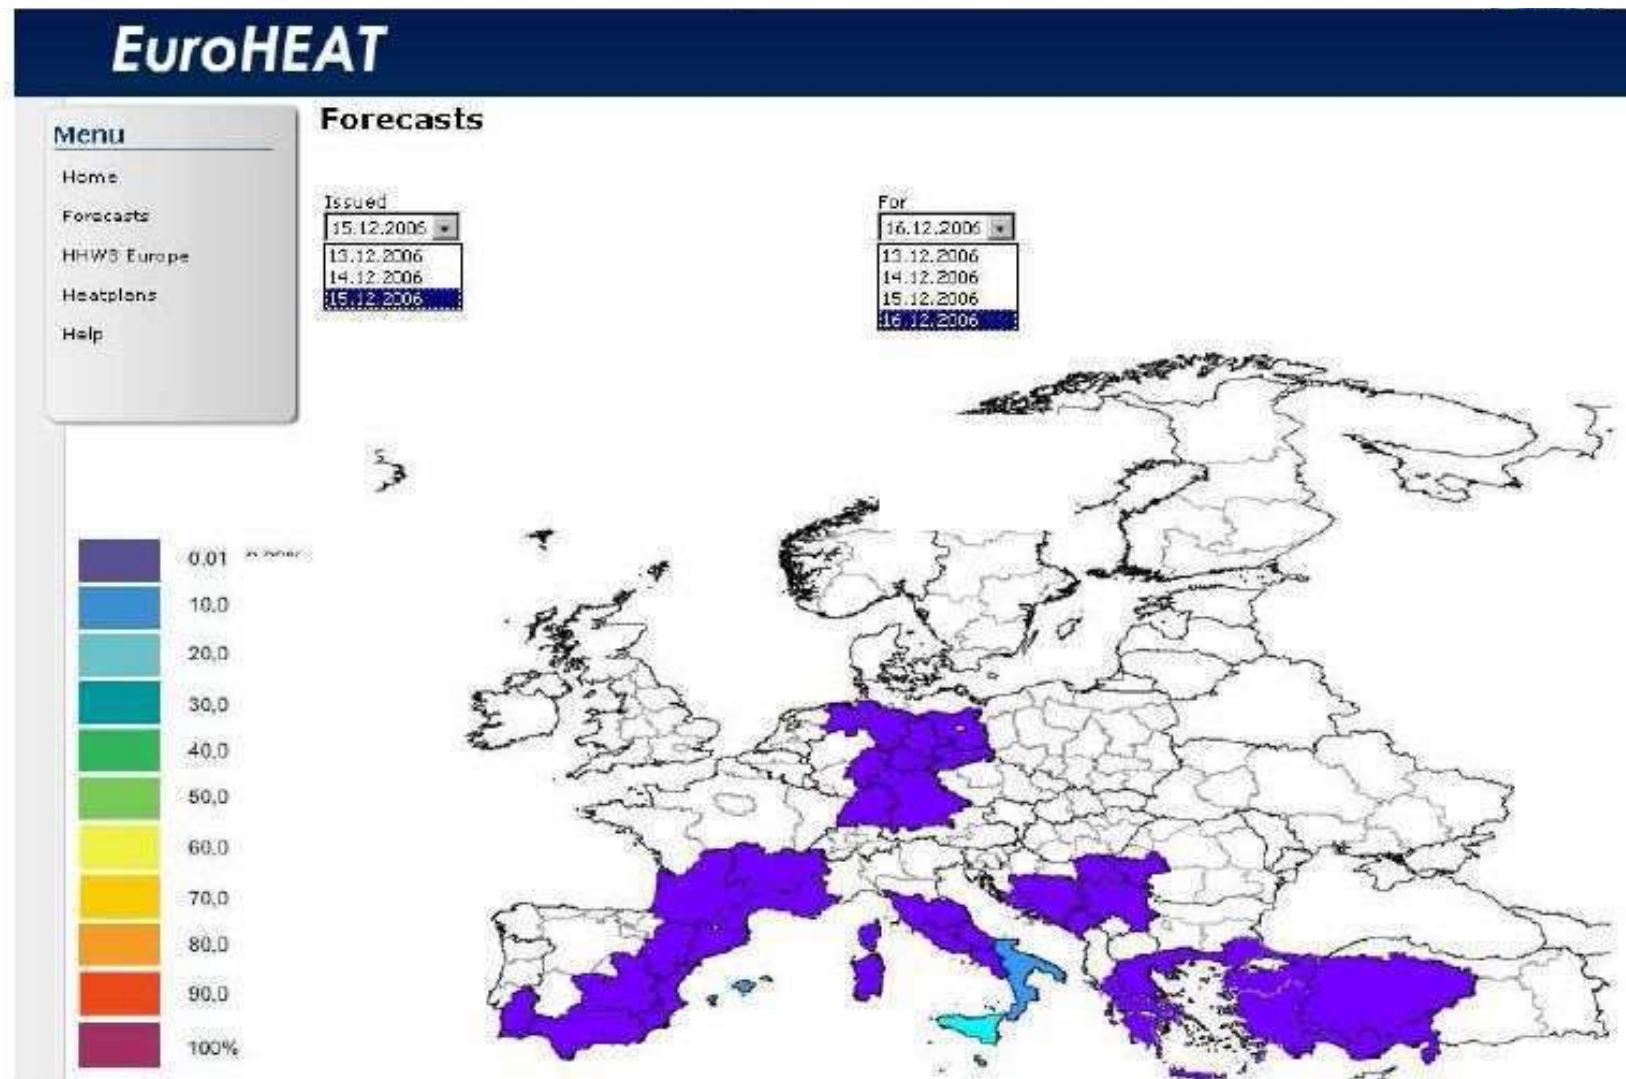 EuroHEAT
Menu
Home
Forecasts
HHWS Europe
Heatplans
Help
Forecasts
Issued
15.12.2006
13.12.2006
14.12.2006
15.12.2006
For
16.12.2006
13.12.2006
14.12.2006
15.12.2006
16.12.2006
0.01
10,0
20,0
30,0
40,0
50,0
60,0
70,0
80,0
90,0
100%